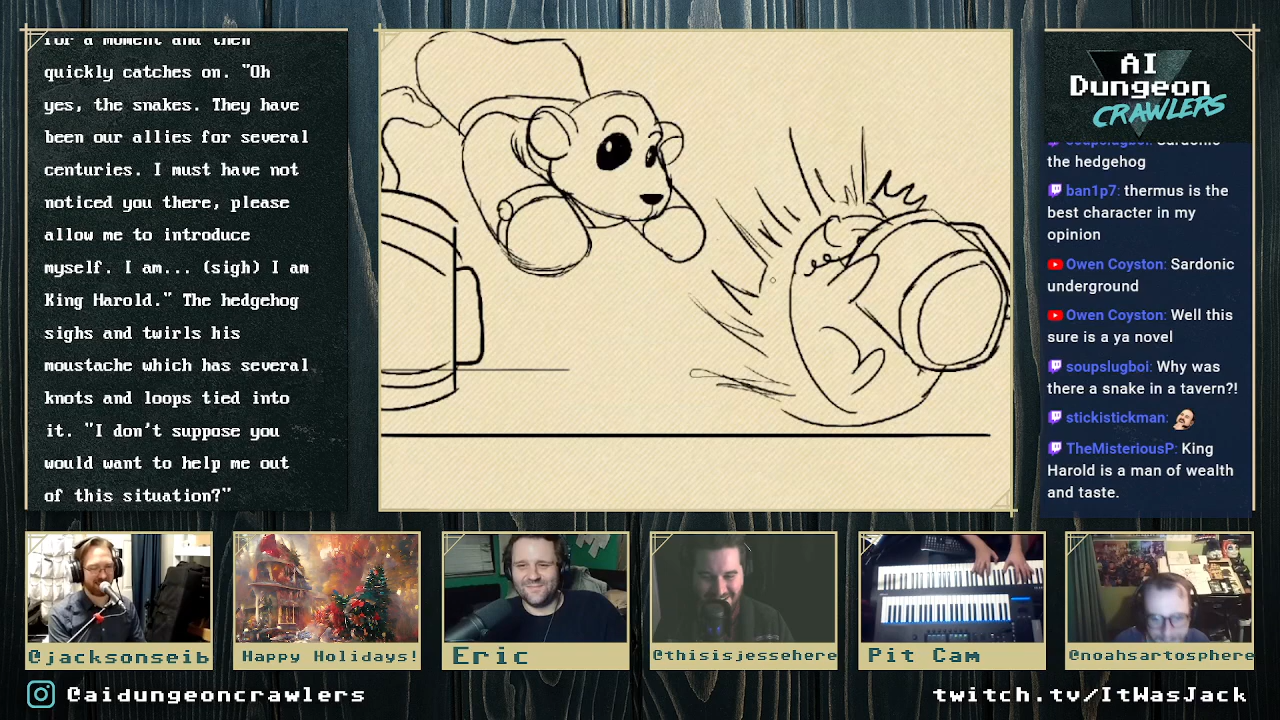 for a moment and then
quickly catches on. "Oh
yes, the snakes. They have
been our allies for several
centuries. I must have not
noticed you there, please
allow me to introduce
myself. I am... (sigh) I am
King Harold." The hedgehog
sighs and twirls his
moustache which has several
knots and loops tied into
it. "I don't suppose you
would want to help me out
of this situation?"
AI
Dungeon
CRAWLERS
soupslugboi: Sardonic
the hedgehog
ban1p7: thermus is the
best character in my
opinion
Owen Coyston: Sardonic
underground
Owen Coyston: Well this
sure is a ya novel
soupslugboi: Why was
there a snake in a tavern?!
stickistickman:
TheMisteriousP: King
Harold is a man of wealth
and taste.
@jacksonseib
Happy Holidays!
Eric
@thisisjessehere
Pit Cam
@noahsartosphere
@aidungeoncrawlers
twitch.tv/ItWasJack